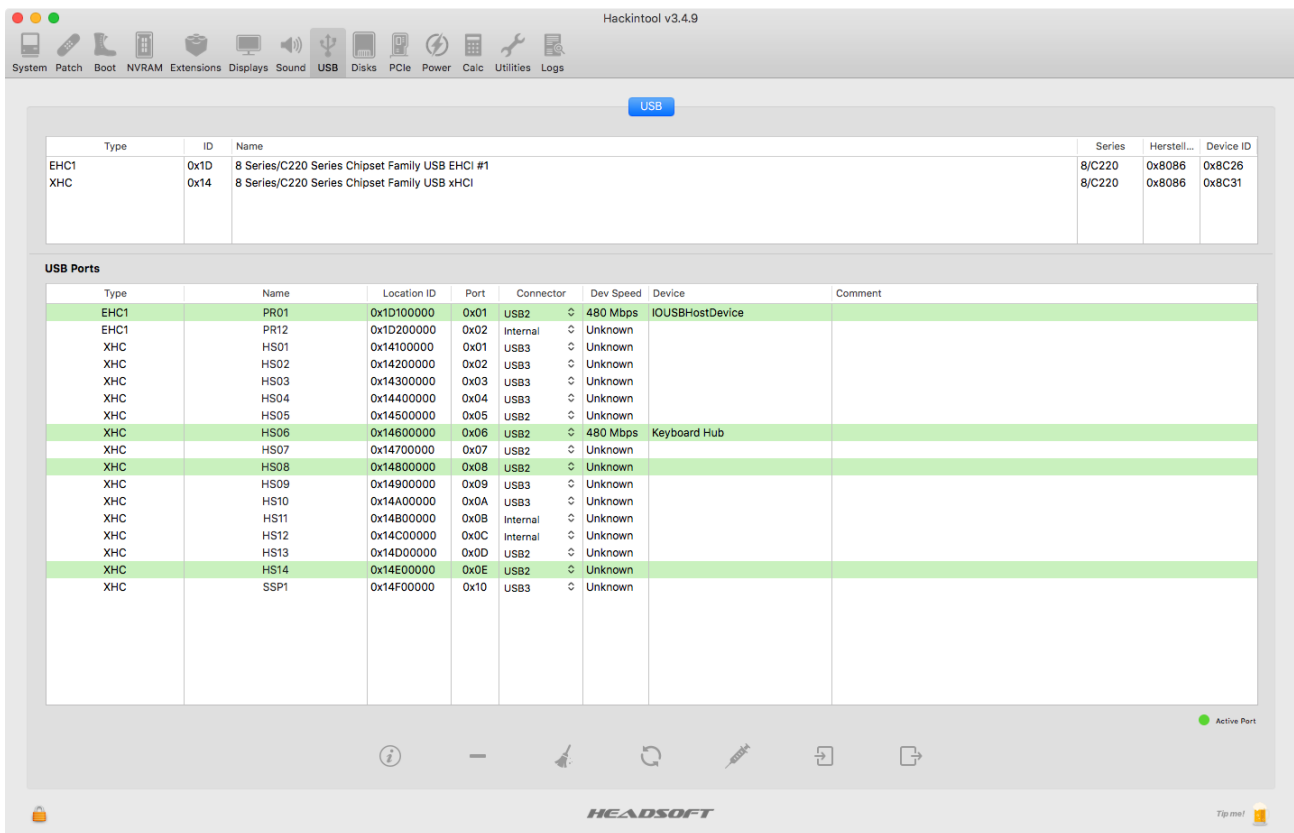 Hackintool v3.4.9
System Patch Boot NVRAM Extensions Displays Sound USB Disks PCIe Power Calc Utilities Logs
USB
Type ID Name Series Herstell... Device ID
EHC1 0x1D 8 Series/C220 Series Chipset Family USB EHCI #1 8/C220 0x8086 0x8C26
XHC 0x14 8 Series/C220 Series Chipset Family USB xHCI 8/C220 0x8086 0x8C31
USB Ports
Type Name Location ID Port Connector Dev Speed Device Comment
EHC1 PR01 0x1D100000 0x01 USB2 480 Mbps IOUSBHostDevice
EHC1 PR12 0x1D200000 0x02 Internal Unknown
XHC HS01 0x14100000 0x01 USB3 Unknown
XHC HS02 0x14200000 0x02 USB3 Unknown
XHC HS03 0x14300000 0x03 USB3 Unknown
XHC HS04 0x14400000 0x04 USB3 Unknown
XHC HS05 0x14500000 0x05 USB2 Unknown
XHC HS06 0x14600000 0x06 USB2 480 Mbps Keyboard Hub
XHC HS07 0x14700000 0x07 USB2 Unknown
XHC HS08 0x14800000 0x08 USB2 Unknown
XHC HS09 0x14900000 0x09 USB3 Unknown
XHC HS10 0x14A00000 0x0A USB3 Unknown
XHC HS11 0x14B00000 0x0B Internal Unknown
XHC HS12 0x14C00000 0x0C Internal Unknown
XHC HS13 0x14D00000 0x0D USB2 Unknown
XHC HS14 0x14E00000 0x0E USB2 Unknown
XHC SSP1 0x14F00000 0x10 USB3 Unknown
Active Port
HEADSOFT
Tip me!